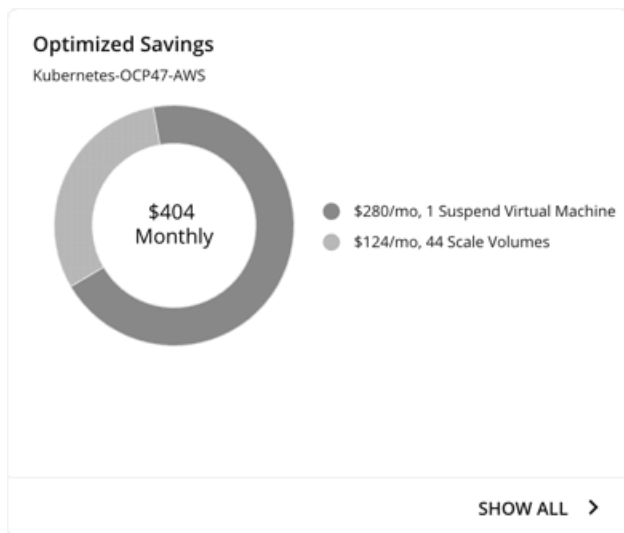 Optimized Savings
Kubernetes-OCP47-AWS
$404
Monthly
$280/mo, 1 Suspend Virtual Machine
$124/mo, 44 Scale Volumes
SHOW ALL